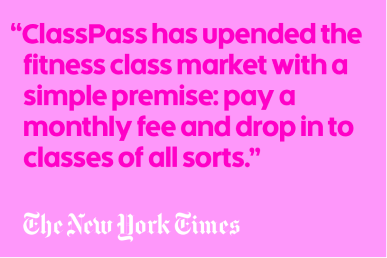 “ClassPass has upended the
fitness class market with a
simple premise: pay a
monthly fee and drop in to
classes of all sorts.”
The New York Times